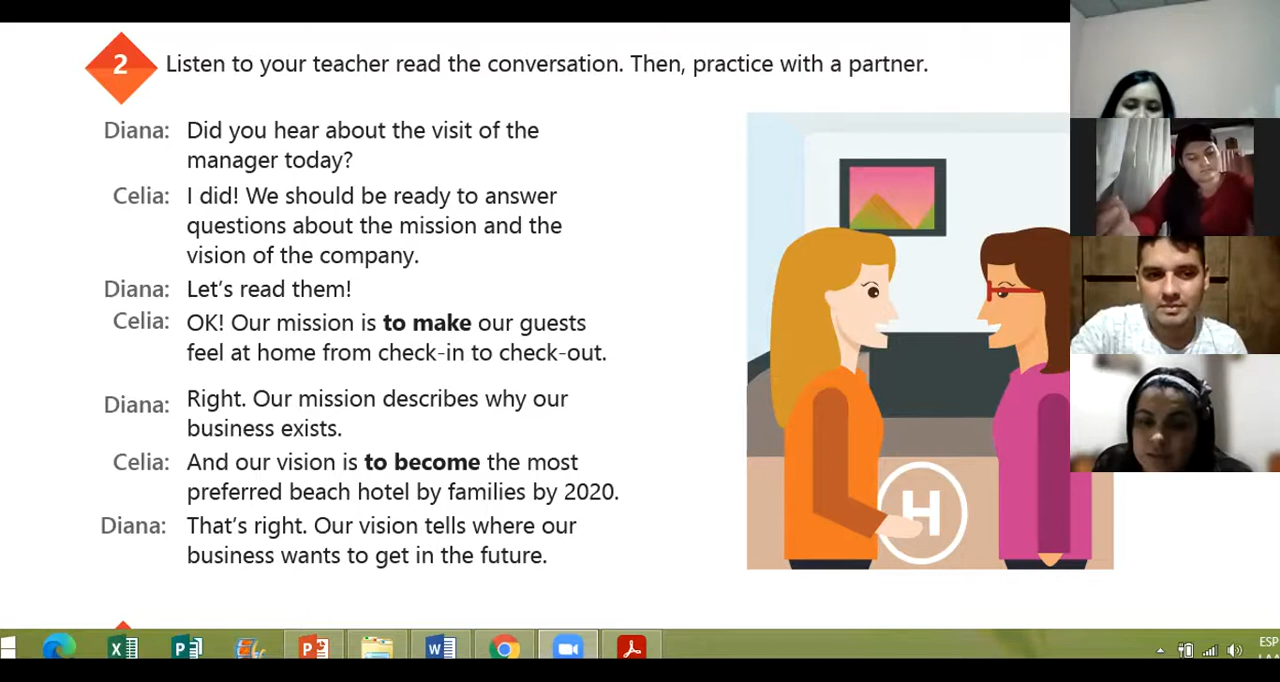 2 Listen to your teacher read the conversation. Then, practice with a partner.
Diana: Did you hear about the visit of the
manager today?
Celia: I did! We should be ready to answer
questions about the mission and the
vision of the company.
Diana: Let's read them!
Celia: OK! Our mission is to make our guests
feel at home from check-in to check-out.
Diana: Right. Our mission describes why our
business exists.
Celia: And our vision is to become the most
preferred beach hotel by families by 2020.
Diana: That's right. Our vision tells where our
business wants to get in the future.
H
ESP